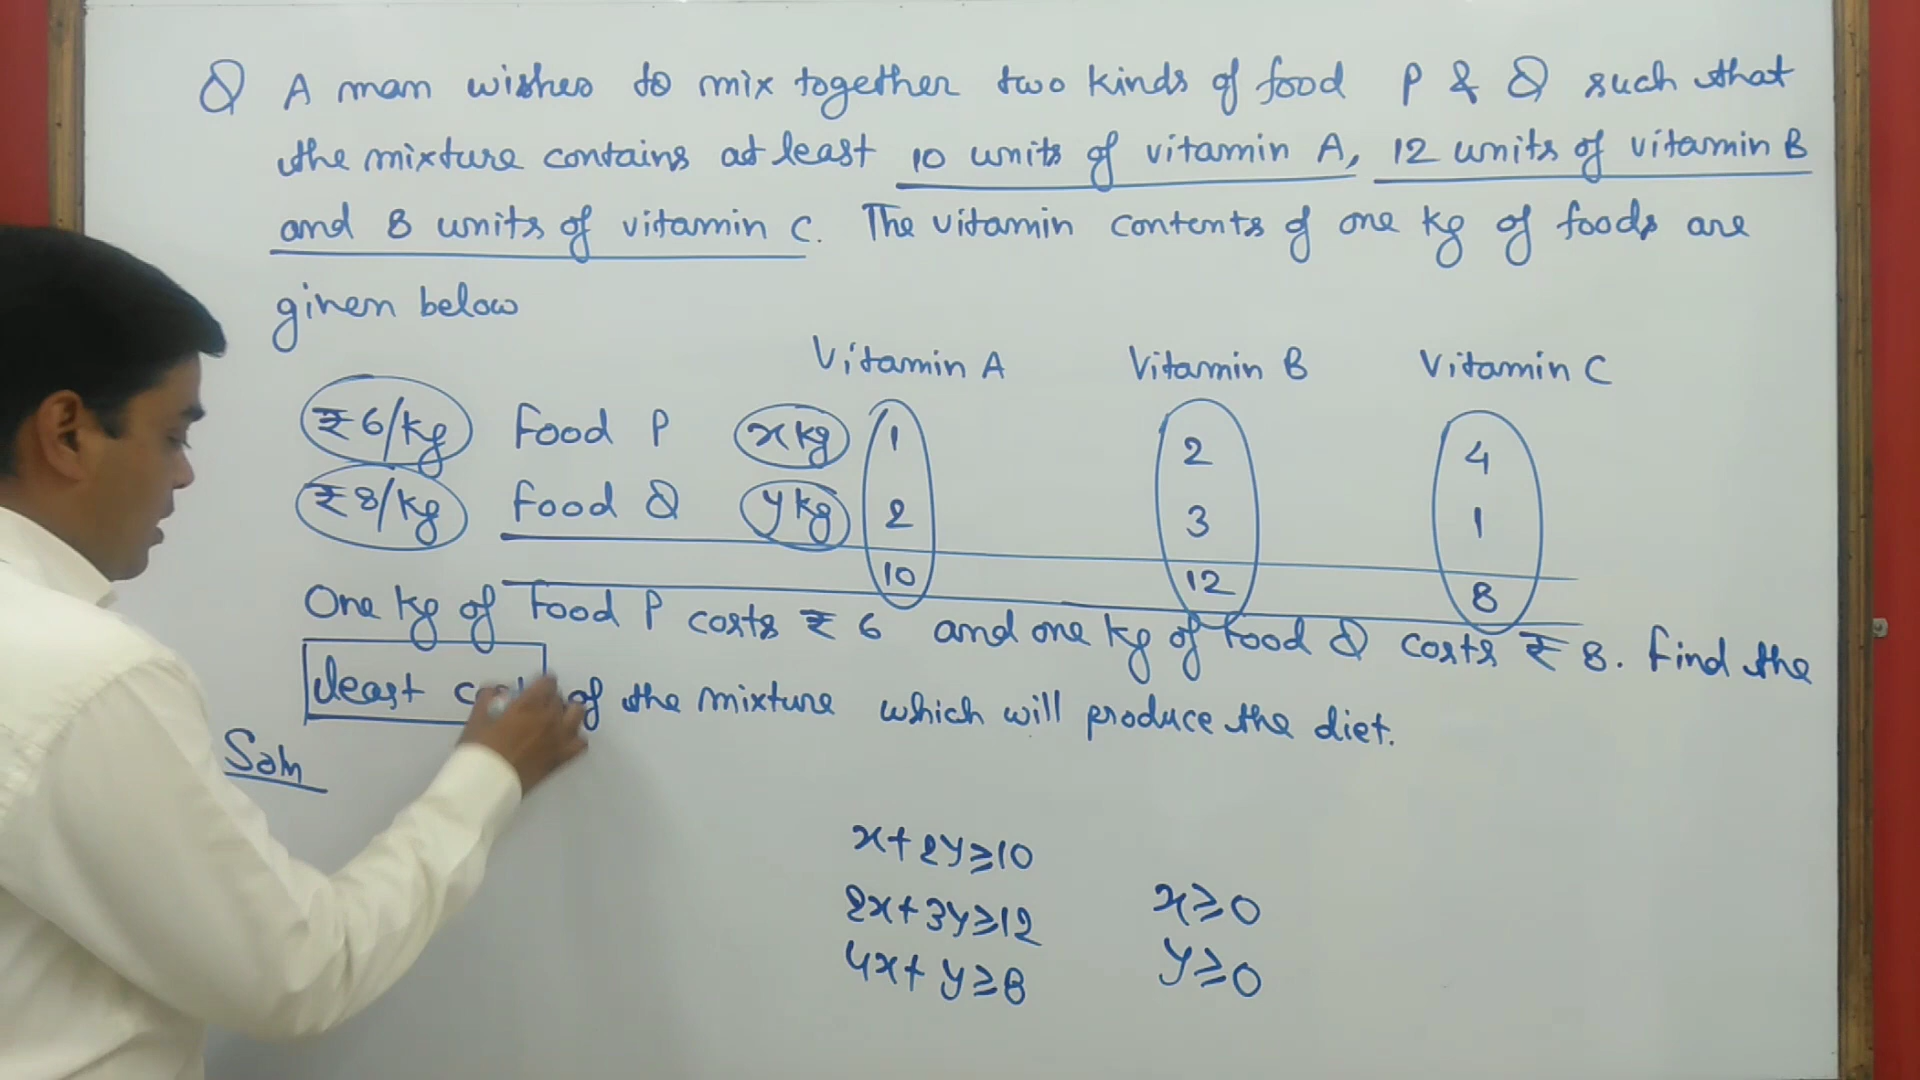 Q A man wishes to mix together two kinds of food P & Q such that
the mixture contains at least 10 units of vitamin A, 12 units of vitamin B
and 8 units of vitamin C. The vitamin contents of one kg of foods are
given below
Vitamin A Vitamin B Vitamin C
₹6/kg Food P x kg 1 2 4
₹8/kg Food Q y kg 2 3 1
10 12 8
One kg of Food P costs ₹ 6 and one kg of Food Q costs ₹ 8. Find the
least of the mixture which will produce the diet.
Soln
x+2y≥10
2x+3y≥12 x≥0
4x+y≥8 y≥0